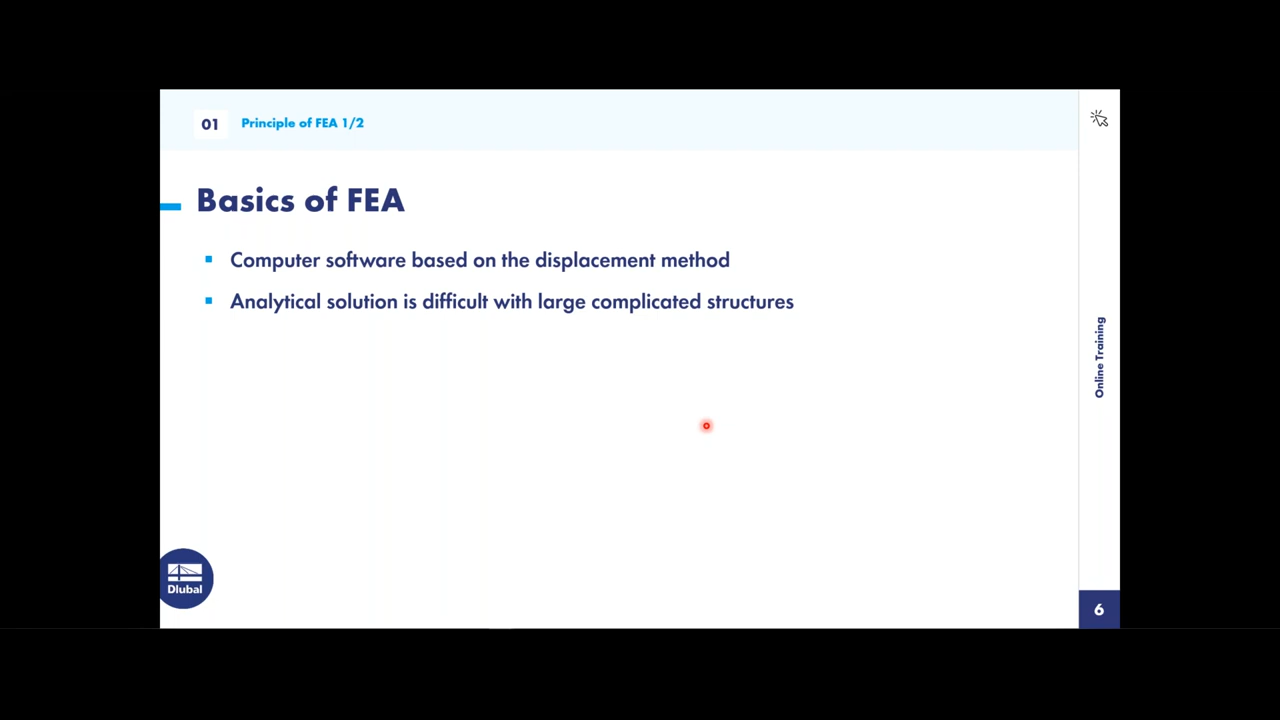 01 Principle of FEA 1/2
Basics of FEA
Computer software based on the displacement method
Analytical solution is difficult with large complicated structures
Online Training
Dlubal
6